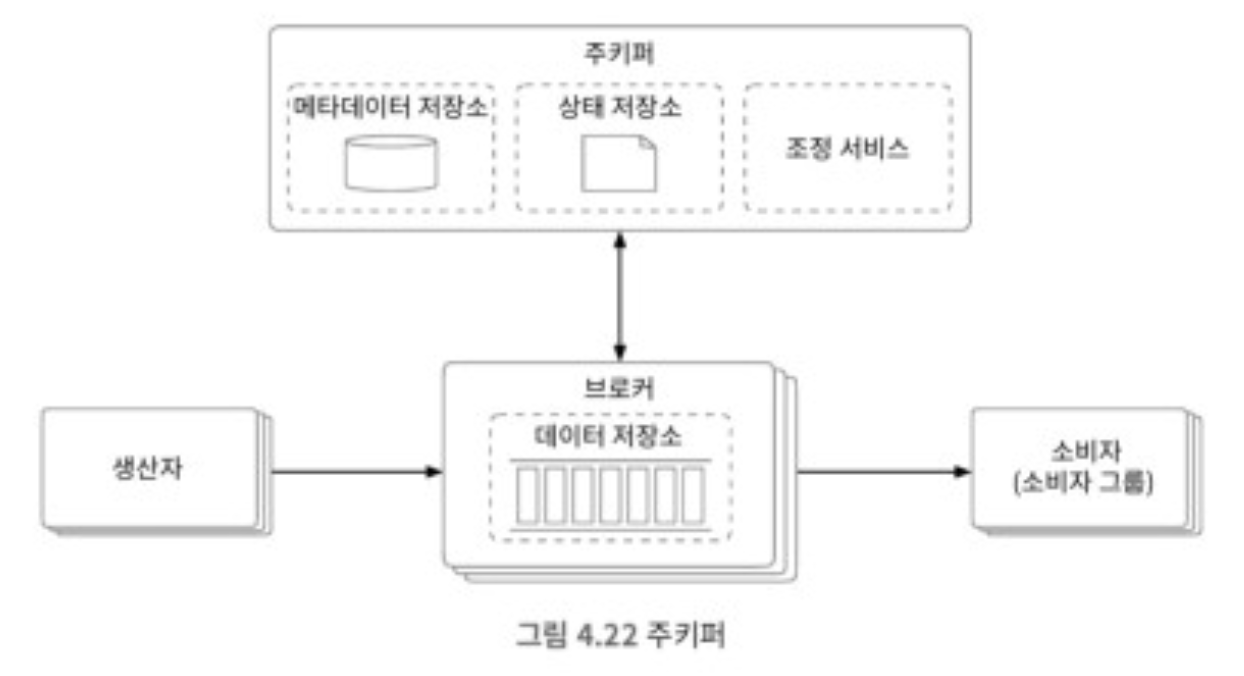 주키퍼
메타데이터 저장소
상태 저장소
조정 서비스
브로커
데이터 저장소
생산자
소비자
(소비자 그룹)
그림 4.22 주키퍼